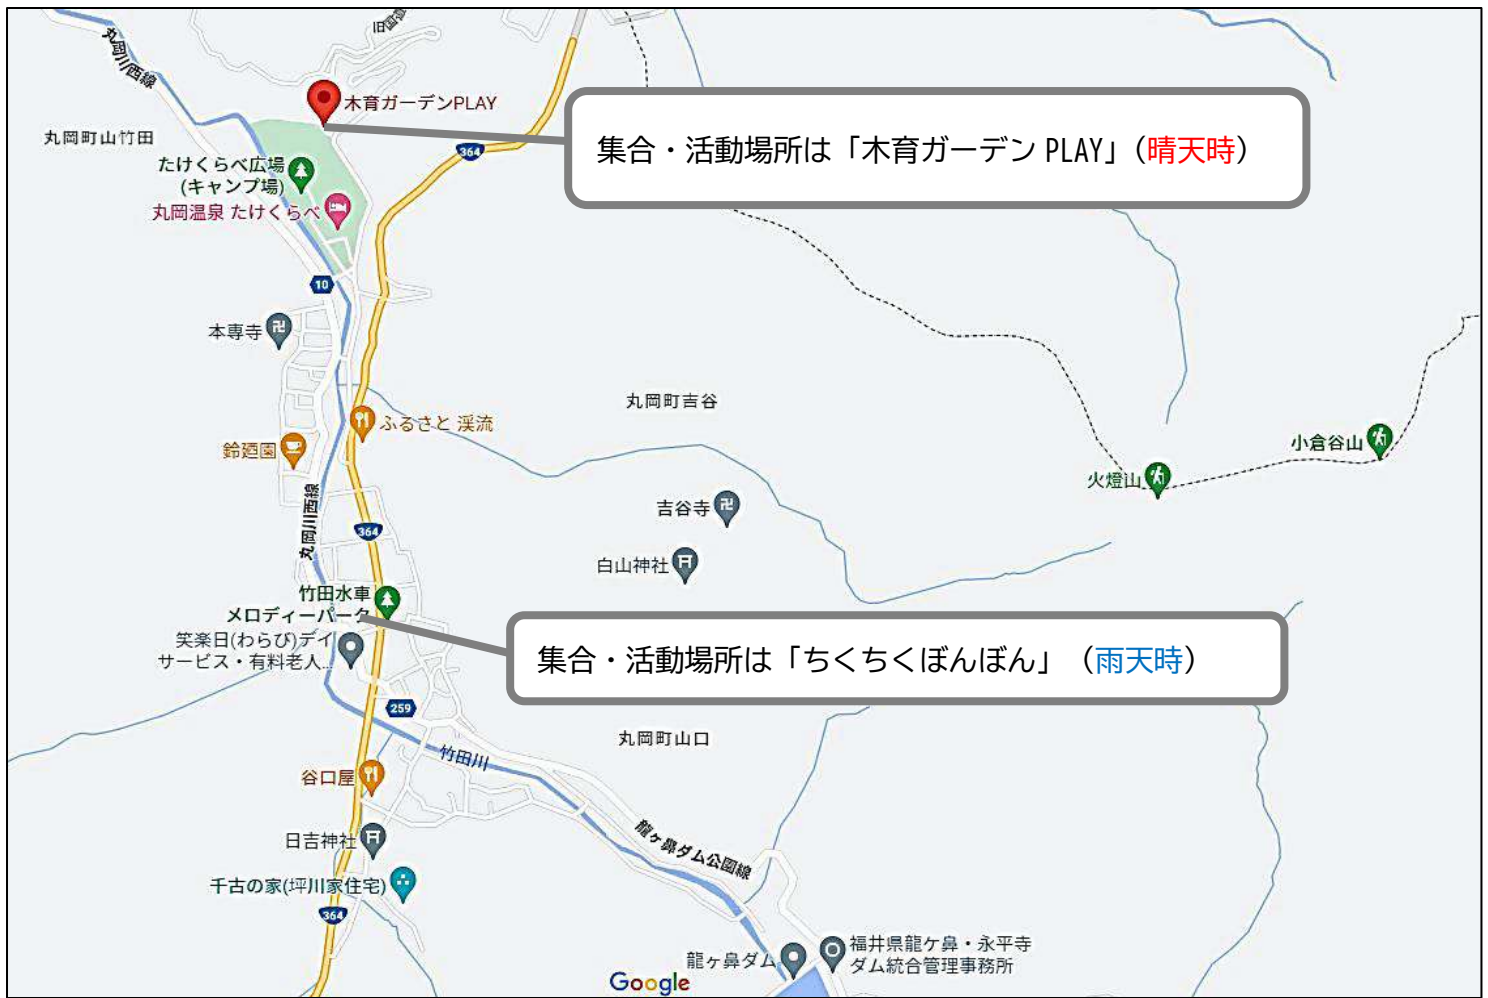 旧国道
丸岡川西線
木育ガーデンPLAY
丸岡町山竹田
364
集合・活動場所は「木育ガーデン PLAY」（晴天時）
たけくらべ広場
(キャンプ場)
丸岡温泉 たけくらべ
10
本専寺
丸岡町吉谷
ふるさと 渓流
小倉谷山
鈴廼園
火燈山
丸岡川西線
吉谷寺
364
白山神社
竹田水車
メロディーパーク
笑楽日(わらび)デイ
サービス・有料老人...
集合・活動場所は「ちくちくぼんぼん」（雨天時）
259
丸岡町山口
竹田川
谷口屋
日吉神社
龍ヶ鼻ダム公園線
千古の家(坪川家住宅)
364
龍ヶ鼻ダム
福井県龍ケ鼻・永平寺
ダム統合管理事務所
Google